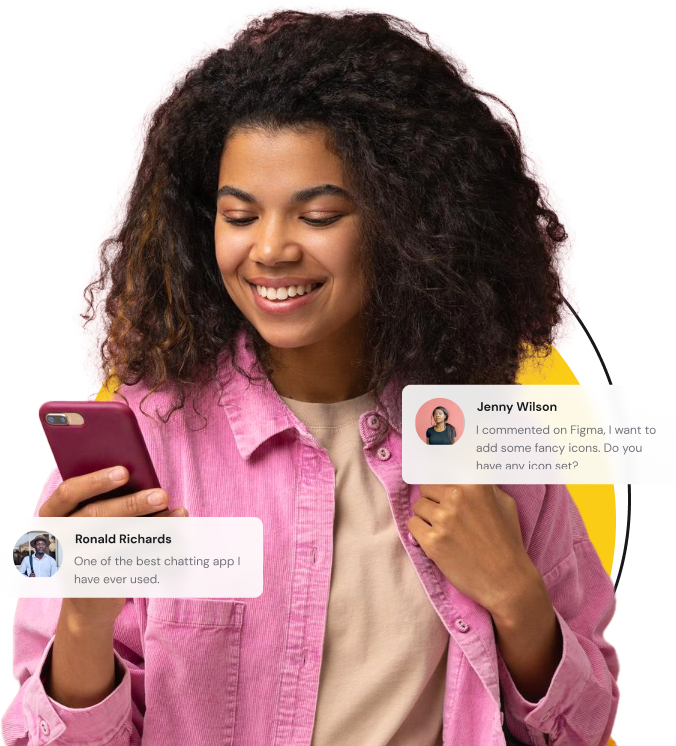 Jenny Wilson
I commented on Figma, I want to
add some fancy icons. Do you
have any icon set?
Ronald Richards
One of the best chatting app I
have ever used.